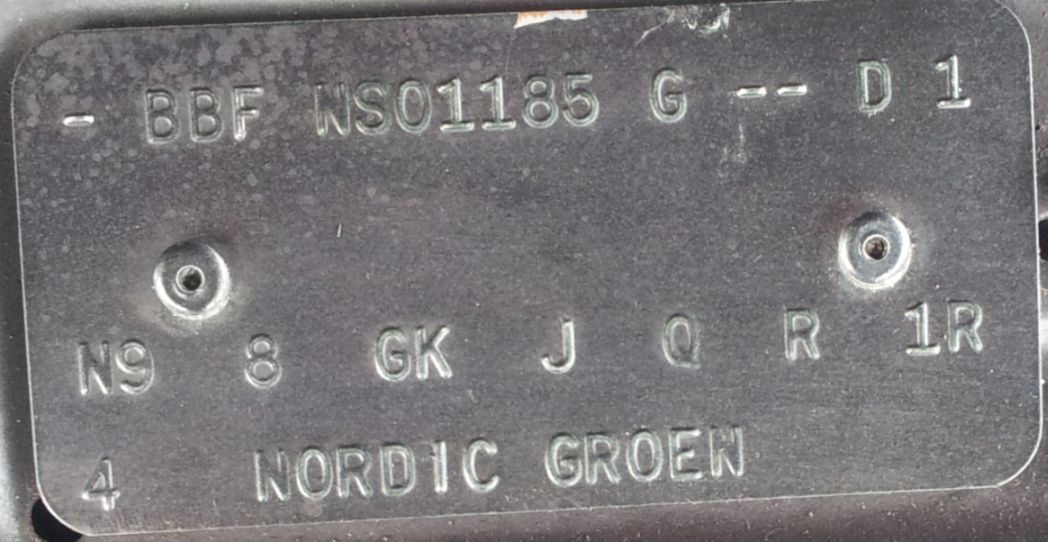 - BBF NS01185 G -- D 1
N9 8 GK J Q R 1R
4 NORDIC GROEN